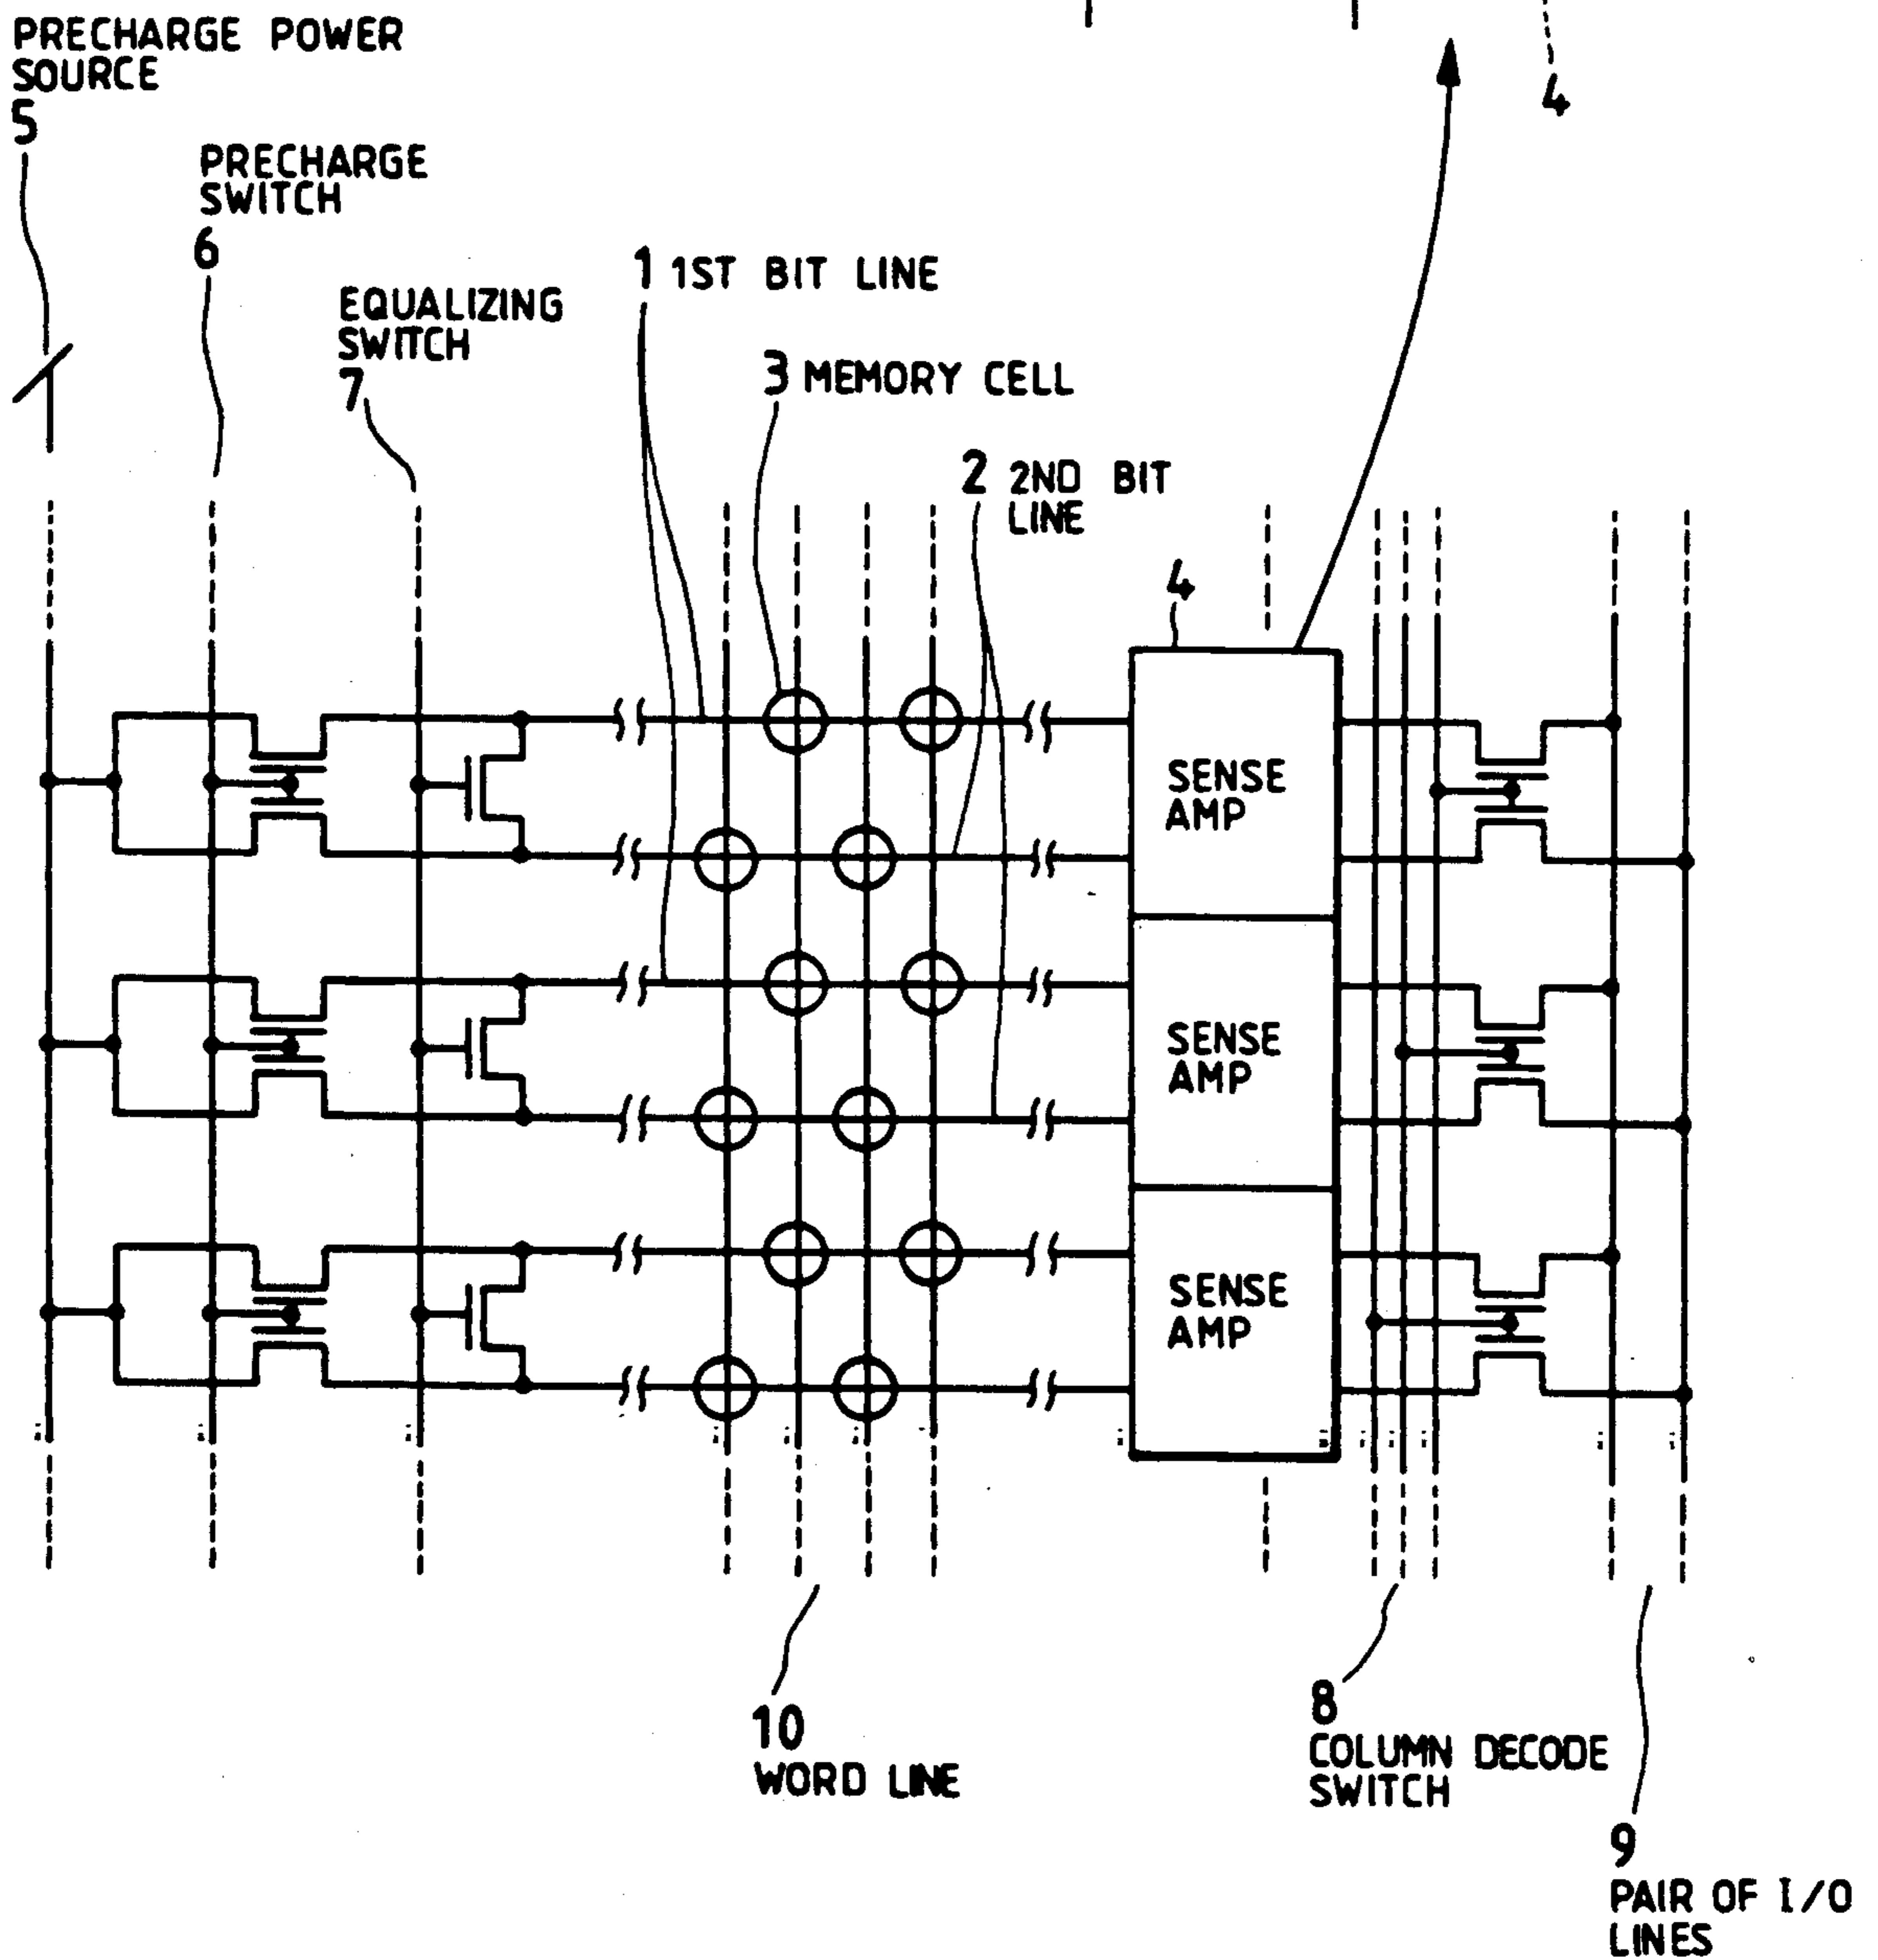 PRECHARGE POWER
SOURCE
5
4
PRECHARGE
SWITCH
6
1 1ST BIT LINE
EQUALIZING
SWITCH
7
3 MEMORY CELL
2 2ND BIT
LINE
4
SENSE
AMP
SENSE
AMP
SENSE
AMP
10
WORD LINE
8
COLUMN DECODE
SWITCH
9
PAIR OF I/O
LINES